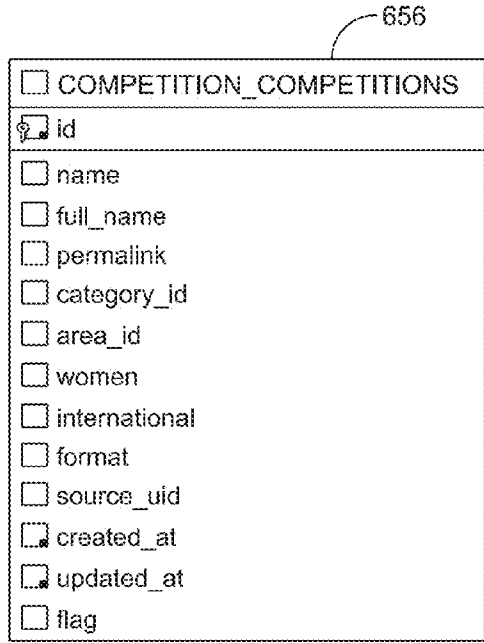 656
COMPETITION_COMPETITIONS
id
name
full_name
permalink
category_id
area_id
women
international
format
source_uid
created_at
updated_at
flag